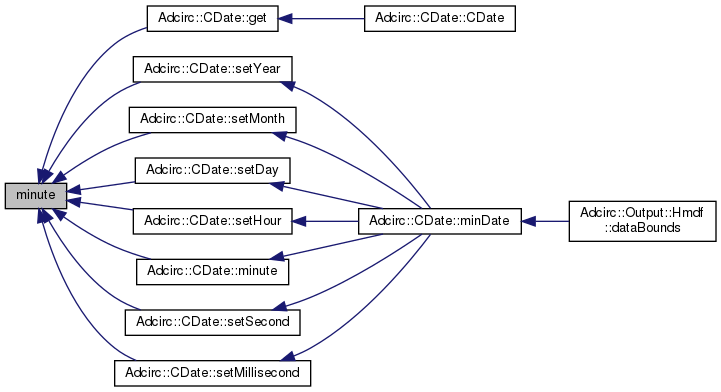 Adcirc::CDate::get
Adcirc::CDate::CDate
Adcirc::CDate::setYear
Adcirc::CDate::setMonth
Adcirc::CDate::setDay
minute
Adcirc::CDate::setHour
Adcirc::CDate::minDate
Adcirc::Output::Hmdf
::dataBounds
Adcirc::CDate::minute
Adcirc::CDate::setSecond
Adcirc::CDate::setMillisecond